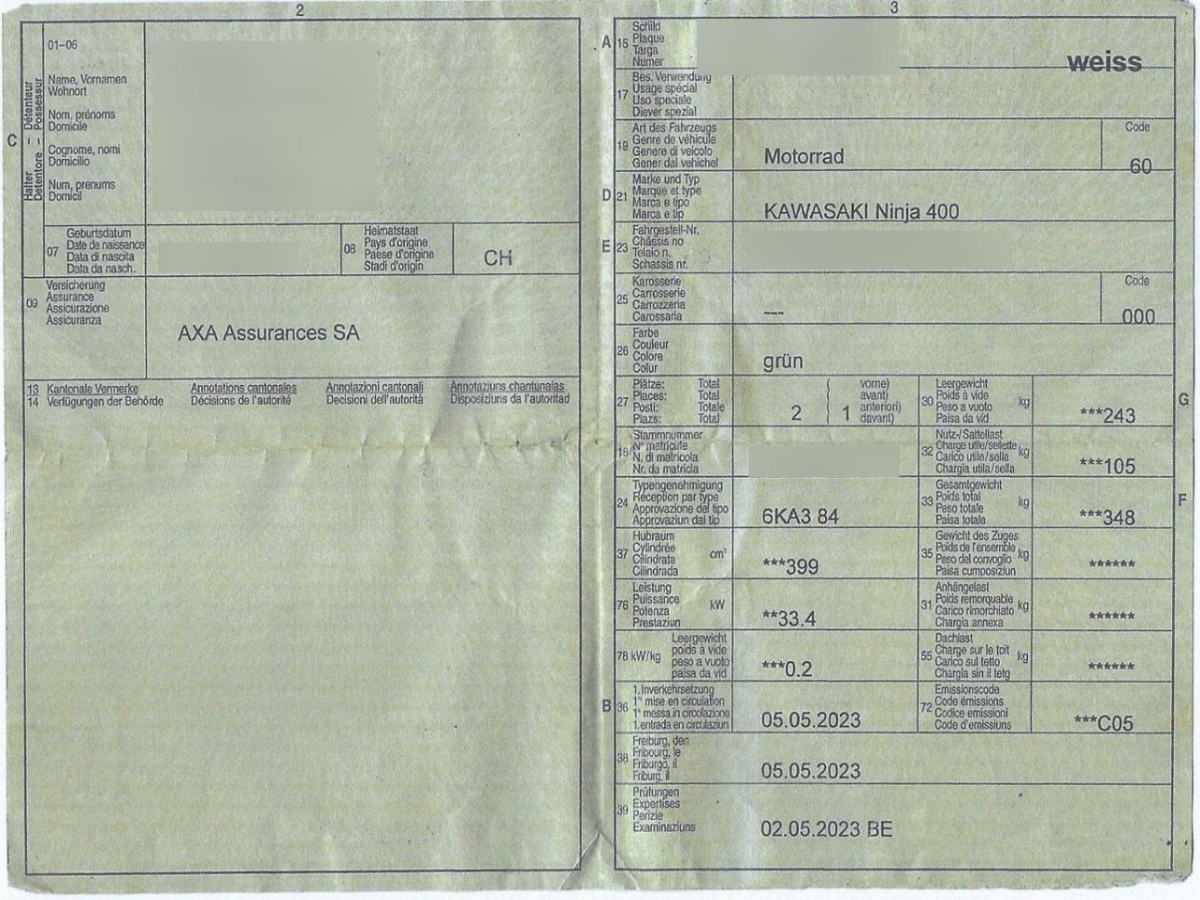 2
01–06
Halter – Détenteur
Detentore – Possessur
Name, Vornamen
Wohnort
Nom, prénoms
Domicile
C
Cognome, nomi
Domicilio
Num, prenums
Domicil
07
Geburtsdatum
Date de naissance
Data di nascita
Data da nasch.
08
Heimatstaat
Pays d'origine
Paese d'origine
Stadi d'origin
CH
09
Versicherung
Assurance
Assicurazione
Assicuranza
AXA Assurances SA
13 Kantonale Vermerke Annotations cantonales Annotazioni cantonali Annotaziuns chantunalas
14 Verfügungen der Behörde Décisions de l'autorité Decisioni dell'autorità Disposiziuns da l'autoritad
3
A 15
Schild
Plaque
Targa
Numer
weiss
17
Bes. Verwendung
Usage spécial
Uso speciale
Diever spezial
19
Art des Fahrzeugs
Genre de véhicule
Genere di veicolo
Gener dal vehichel
Motorrad
Code
60
D 21
Marke und Typ
Marque et type
Marca e tipo
Marca e tip
KAWASAKI Ninja 400
E 23
Fahrgestell-Nr.
Châssis no
Telaio n.
Schassis nr.
25
Karosserie
Carrosserie
Carrozzeria
Carossaria
---
Code
000
26
Farbe
Couleur
Colore
Colur
grün
27
Plätze: Total
Places: Total
Posti: Totale
Plazs: Total
2
( vorne)
( avant)
( 1 anteriori)
( davant)
30
Leergewicht
Poids à vide
Peso a vuoto
Paisa da vid
kg
***243
G
18
Stammnummer
N° matricule
N. di matricola
Nr. da matricla
32
Nutz-/Sattellast
Charge utile/sellette
Carico utile/sella
Chargia utila/sella
kg
***105
24
Typengenehmigung
Réception par type
Approvazione del tipo
Approvaziun dal tip
6KA3 84
33
Gesamtgewicht
Poids total
Peso totale
Paisa totala
kg
***348
F
37
Hubraum
Cylindrée
Cilindrata
Cilindrada
cm³
***399
35
Gewicht des Zuges
Poids de l'ensemble
Peso del convoglio
Paisa cumposiziun
kg
******
76
Leistung
Puissance
Potenza
Prestaziun
kW
**33.4
31
Anhängelast
Poids remorquable
Carico rimorchiato
Chargia annexa
kg
******
78 kW/kg
Leergewicht
poids à vide
peso a vuoto
paisa da vid
***0.2
55
Dachlast
Charge sur le toit
Carico sul tetto
Chargia sin il tetg
kg
******
B 36
1. Inverkehrsetzung
1re mise en circulation
1a messa in circolazione
1. entrada en circulaziun
05.05.2023
72
Emissionscode
Code émissions
Codice emissioni
Code d'emissiuns
***C05
38
Freiburg, den
Fribourg, le
Friburgo, il
Friburg, il
05.05.2023
39
Prüfungen
Expertises
Perizie
Examinaziuns
02.05.2023 BE